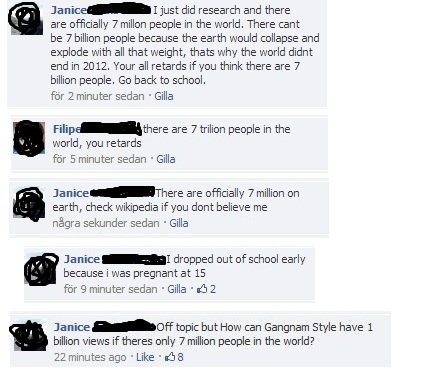 Janice I just did research and there
are officially 7 millon people in the world. There cant
be 7 billion people because the earth would collapse and
explode with all that weight, thats why the world didnt
end in 2012. Your all retards if you think there are 7
billion people. Go back to school.
för 2 minuter sedan · Gilla
Filipe there are 7 trilion people in the
world, you retards
för 5 minuter sedan · Gilla
Janice There are officially 7 million on
earth, check wikipedia if you dont believe me
några sekunder sedan · Gilla
Janice I dropped out of school early
because i was pregnant at 15
för 9 minuter sedan · Gilla · 2
Janice Off topic but How can Gangnam Style have 1
billion views if theres only 7 million people in the world?
22 minutes ago · Like · 8